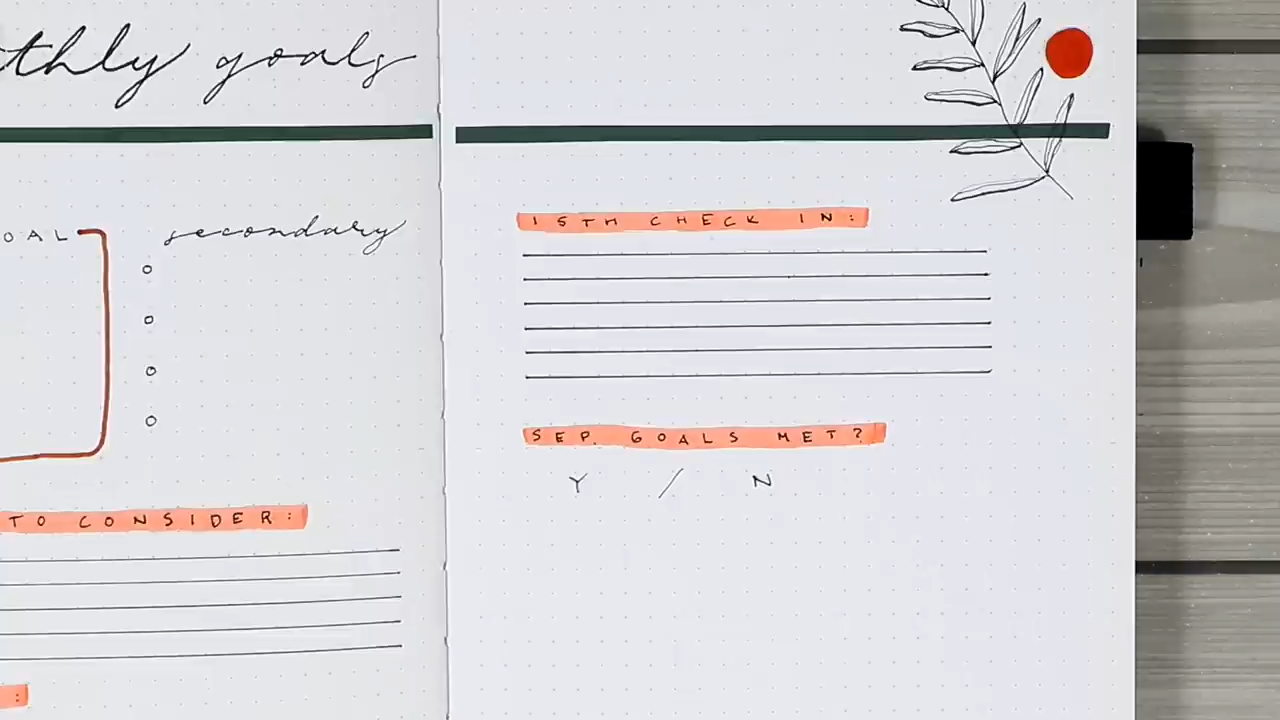 thly goals
OAL
secondary
TO CONSIDER:
:
15TH CHECK IN:
SEP. GOALS MET?
Y / N